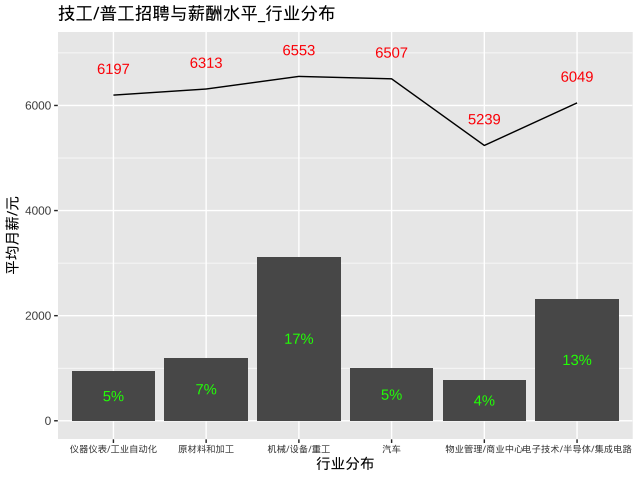 技工/普工招聘与薪酬水平_行业分布
6197
6313
6553
6507
5239
6049
6000
4000
2000
0
平均月薪/元
5%
7%
17%
5%
4%
13%
仪器仪表/工业自动化
原材料和加工
机械/设备/重工
汽车
物业管理/商业中心
电子技术/半导体/集成电路
行业分布